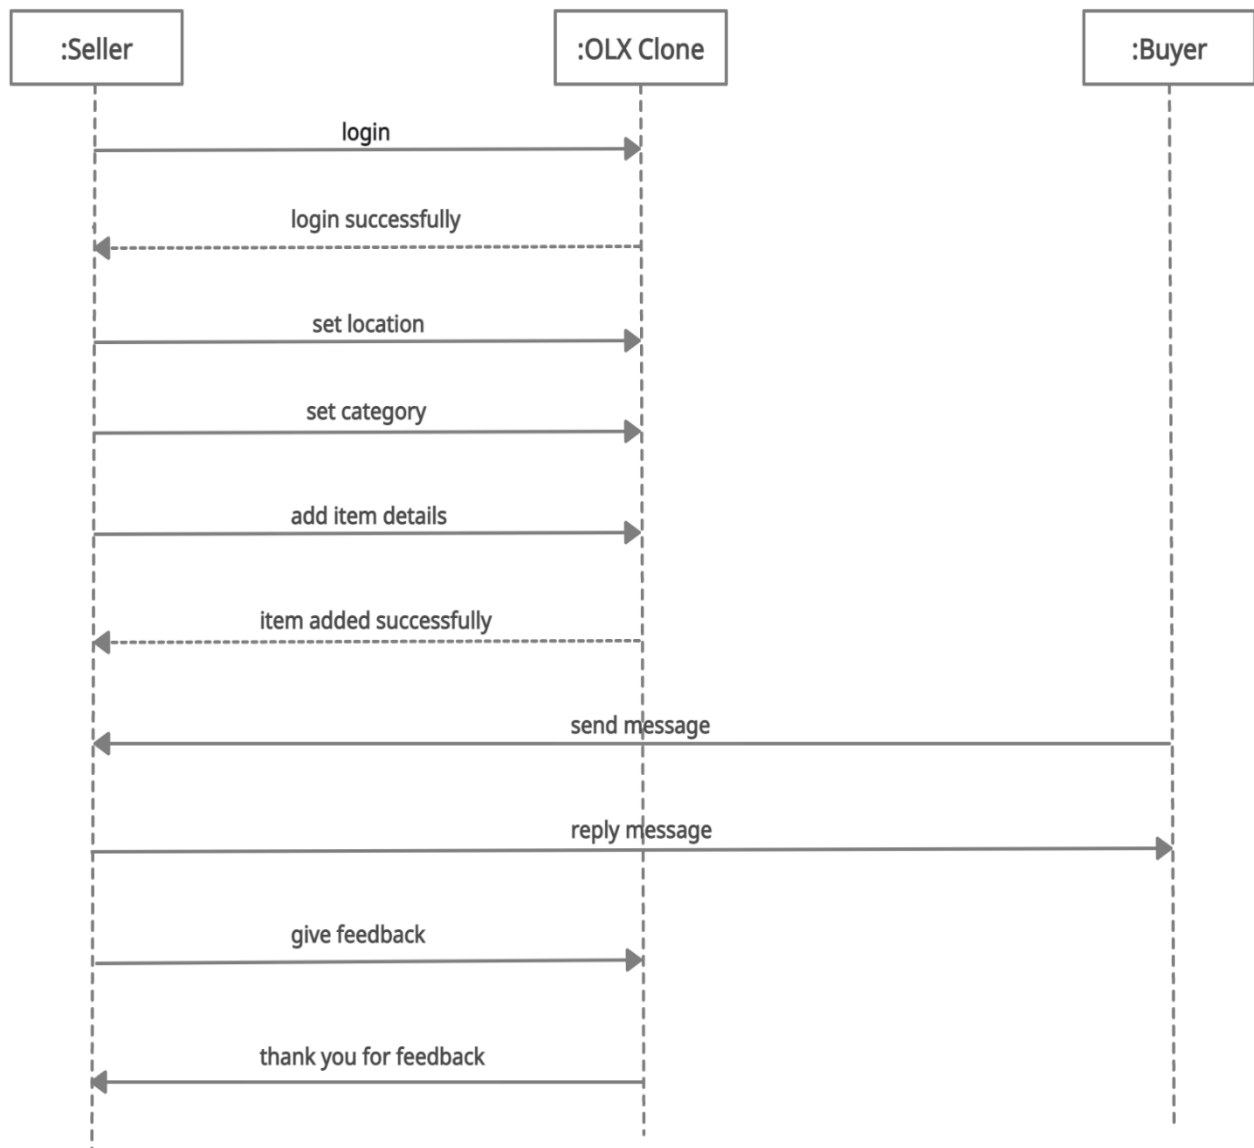 :Seller
:OLX Clone
:Buyer
login
login successfully
set location
set category
add item details
item added successfully
send message
reply message
give feedback
thank you for feedback